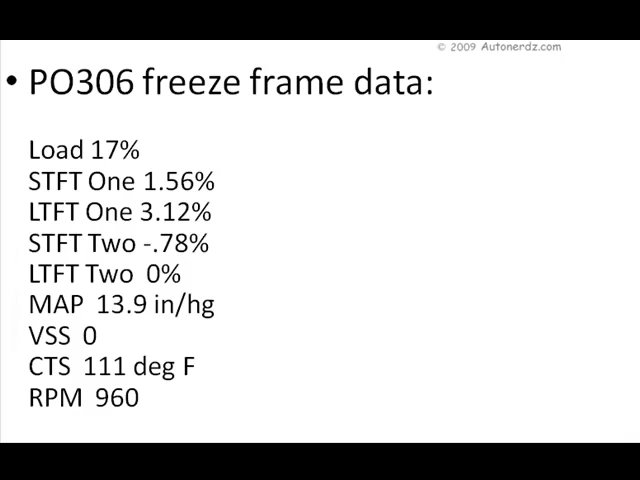 © 2009 Autonerdz.com
• PO306 freeze frame data:
Load 17%
STFT One 1.56%
LTFT One 3.12%
STFT Two -.78%
LTFT Two 0%
MAP 13.9 in/hg
VSS 0
CTS 111 deg F
RPM 960